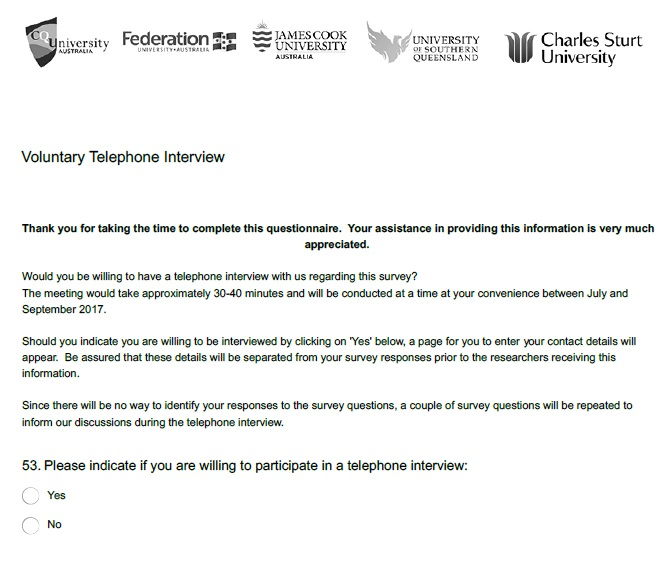 CQUniversity
AUSTRALIA
Federation
UNIVERSITY•AUSTRALIA
JAMES COOK
UNIVERSITY
AUSTRALIA
UNIVERSITY
OF SOUTHERN
QUEENSLAND
Charles Sturt
University
Voluntary Telephone Interview
Thank you for taking the time to complete this questionnaire.  Your assistance in providing this information is very much
appreciated.
Would you be willing to have a telephone interview with us regarding this survey?
The meeting would take approximately 30-40 minutes and will be conducted at a time at your convenience between July and
September 2017.
Should you indicate you are willing to be interviewed by clicking on 'Yes' below, a page for you to enter your contact details will
appear.  Be assured that these details will be separated from your survey responses prior to the researchers receiving this
information.
Since there will be no way to identify your responses to the survey questions, a couple of survey questions will be repeated to
inform our discussions during the telephone interview.
53. Please indicate if you are willing to participate in a telephone interview:
Yes
No